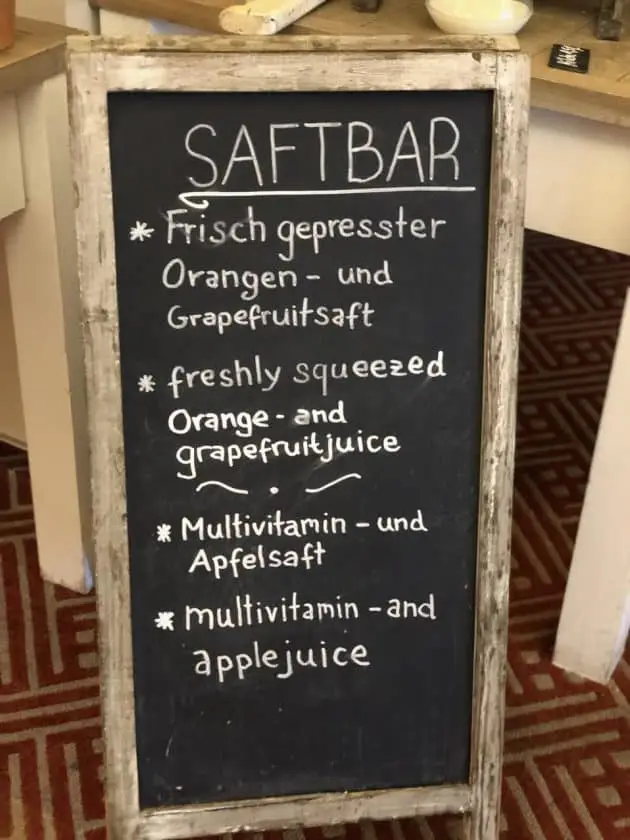 SAFTBAR
* Frisch gepresster
Orangen - und
Grapefruitsaft
* freshly squeezed
Orange - and
grapefruitjuice
* Multivitamin - und
Apfelsaft
* multivitamin - and
applejuice